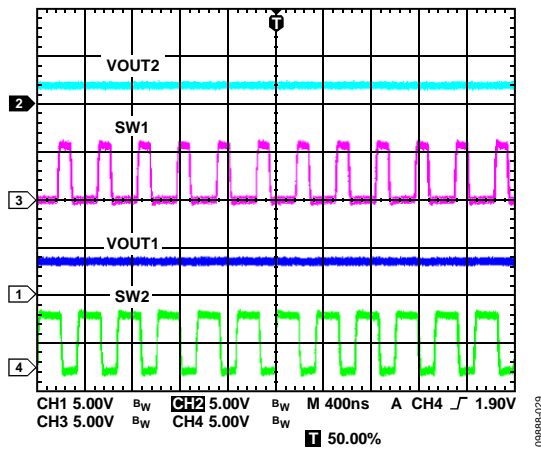 T
VOUT2
2
SW1
3
VOUT1
1
SW2
4
CH1 5.00V BW CH2 5.00V BW M 400ns A CH4 1.90V
CH3 5.00V BW CH4 5.00V BW
T 50.00%
09888-029